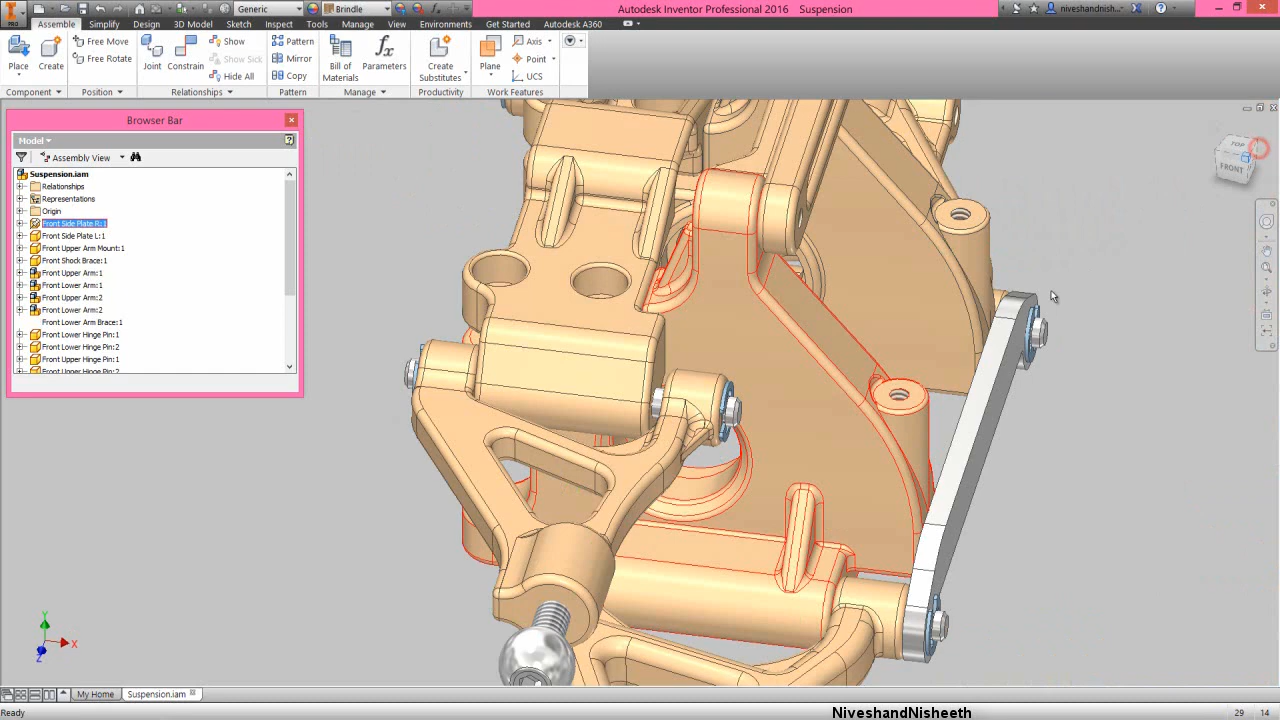 Generic
Brindle
Autodesk Inventor Professional 2016 Suspension
niveshandnish...
PRO
Assemble Simplify Design 3D Model Sketch Inspect Tools Manage View Environments Get Started Autodesk A360
Place
Create
Free Move
Free Rotate
Joint
Constrain
Show
Show Sick
Hide All
Pattern
Mirror
Copy
Bill of
Materials
Parameters
Create
Substitutes
Plane
Axis
Point
UCS
Component
Position
Relationships
Pattern
Manage
Productivity
Work Features
Browser Bar
Model
Assembly View
Suspension.iam
Relationships
Representations
Origin
Front Side Plate R:1
Front Side Plate L:1
Front Upper Arm Mount:1
Front Shock Brace:1
Front Upper Arm:1
Front Lower Arm:1
Front Upper Arm:2
Front Lower Arm:2
Front Lower Arm Brace:1
Front Lower Hinge Pin:1
Front Lower Hinge Pin:2
Front Upper Hinge Pin:1
Front Upper Hinge Pin:2
TOP
FRONT
Y
X
Z
My Home
Suspension.iam
Ready
NiveshandNisheeth
29 14